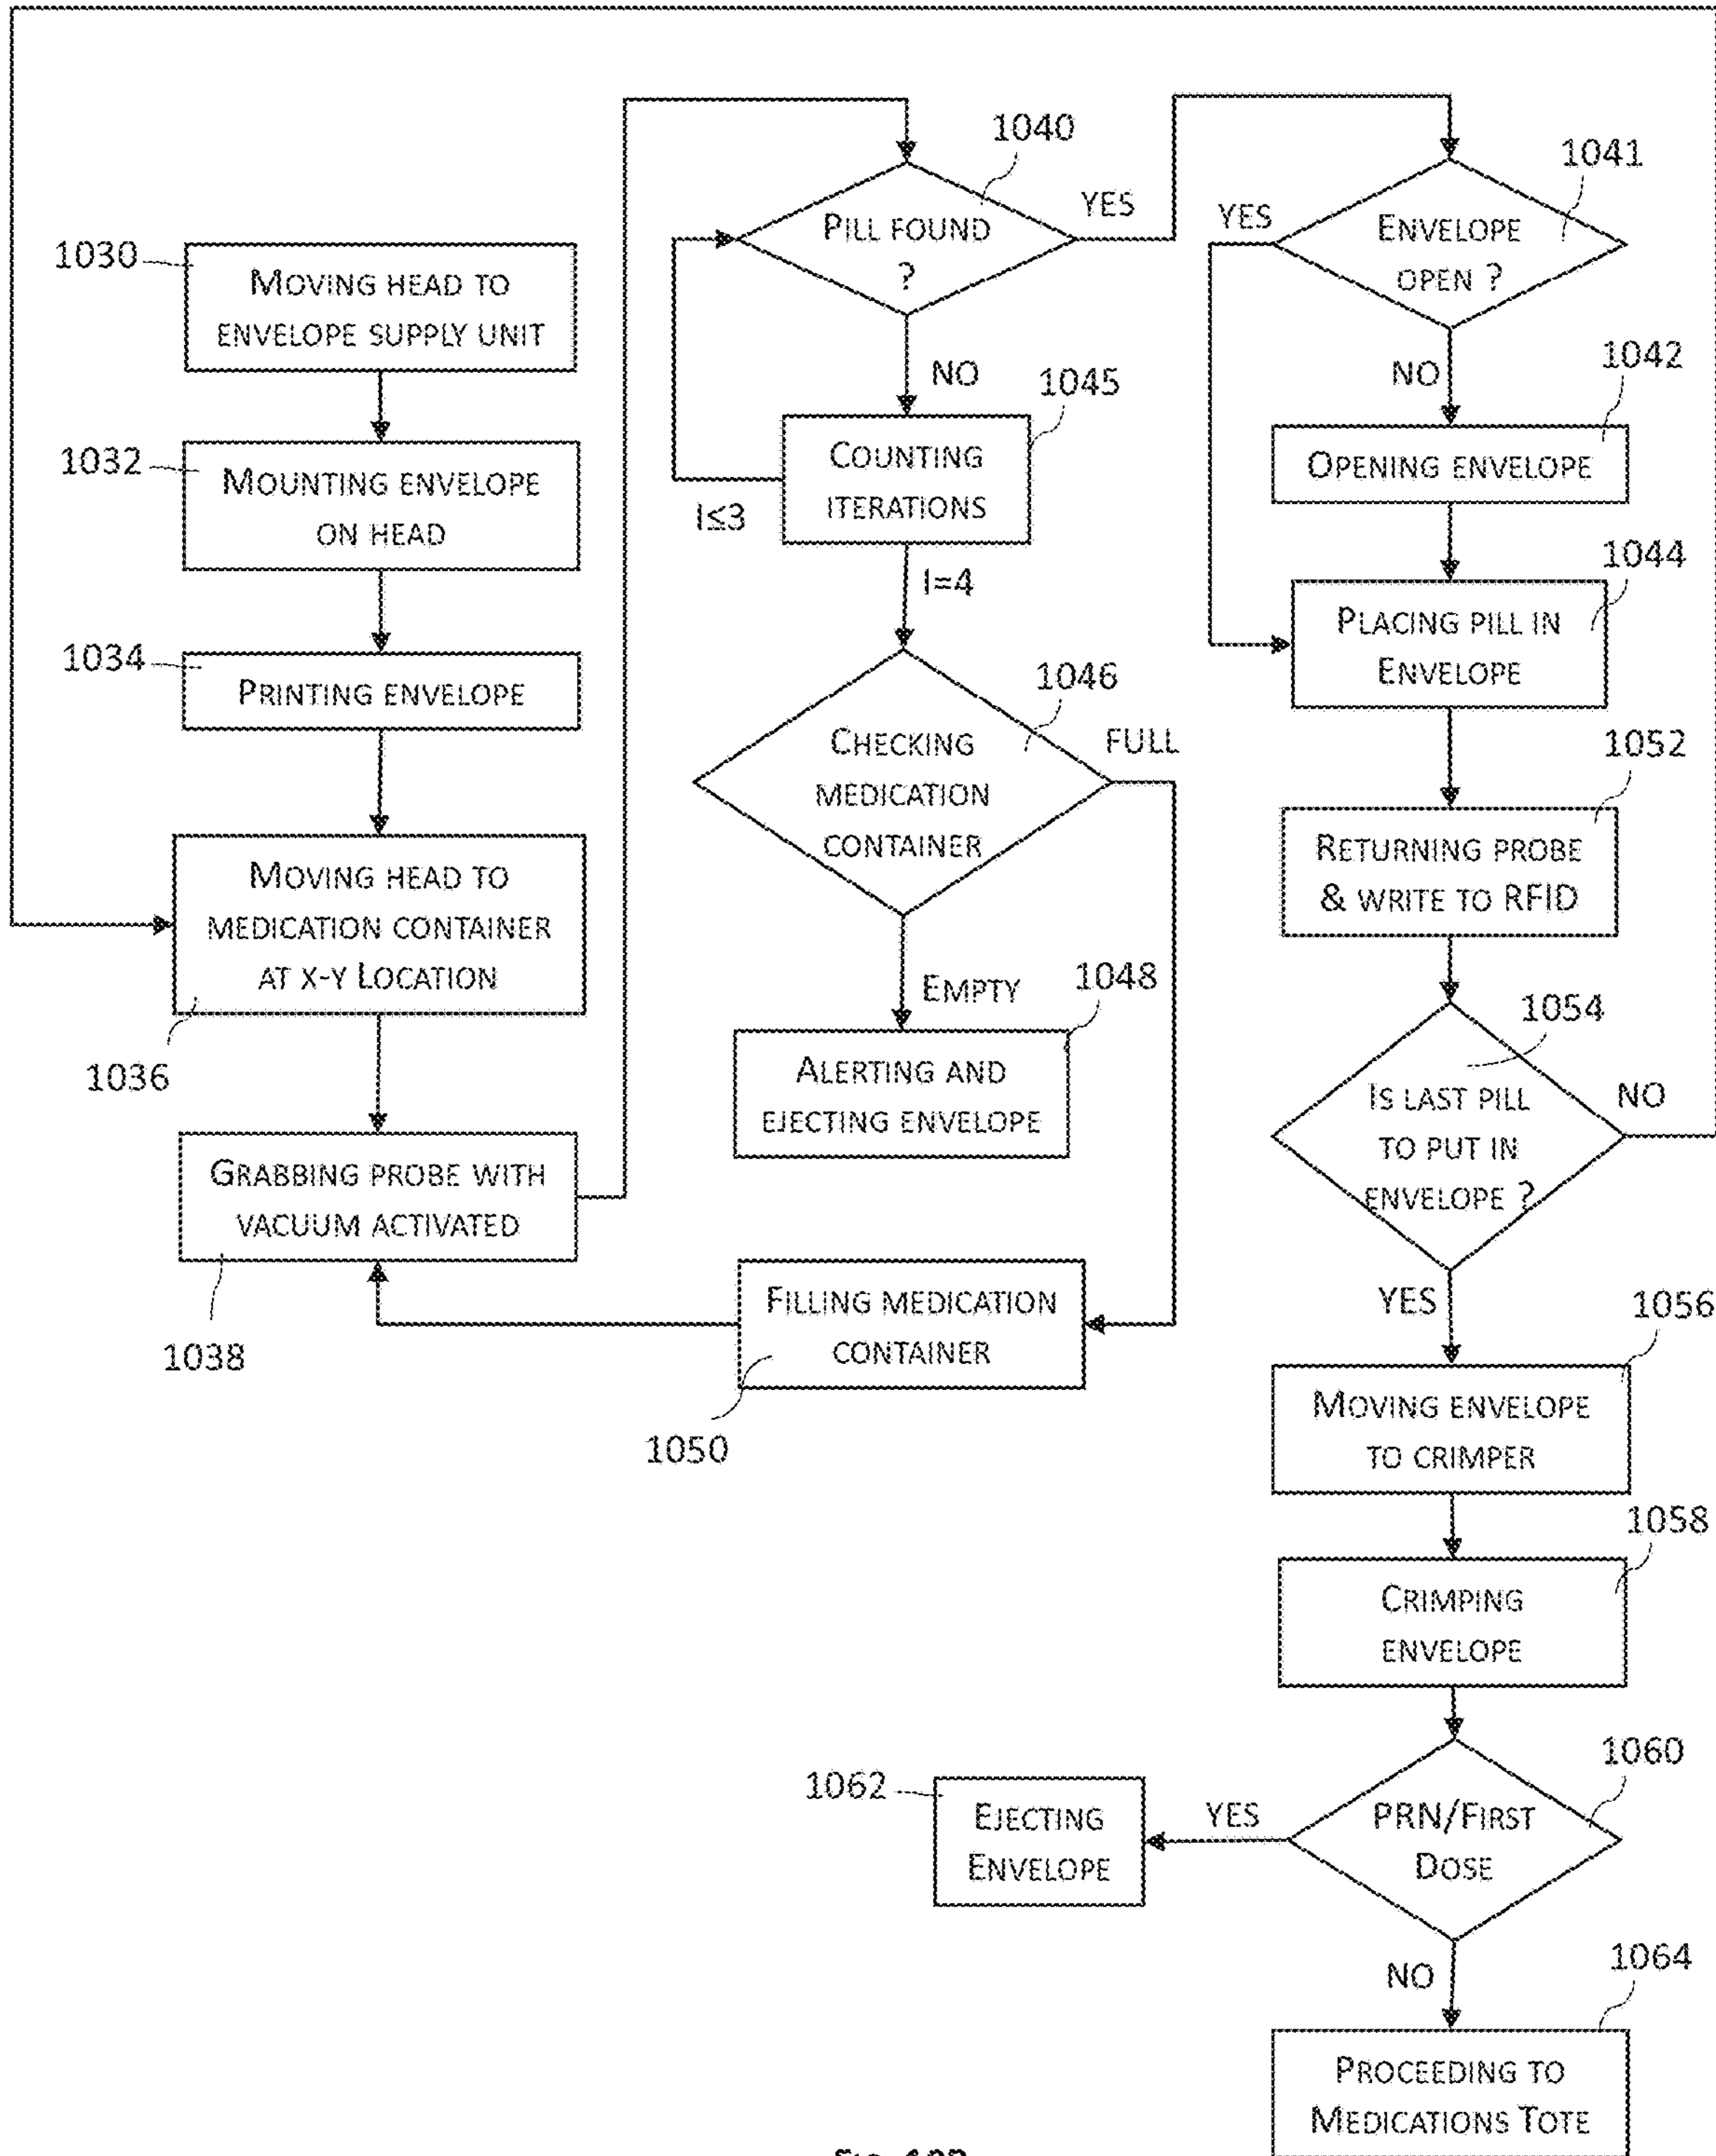 1030
MOVING HEAD TO
ENVELOPE SUPPLY UNIT
1032
MOUNTING ENVELOPE
ON HEAD
1034
PRINTING ENVELOPE
MOVING HEAD TO
MEDICATION CONTAINER
AT X-Y LOCATION
1036
GRABBING PROBE WITH
VACUUM ACTIVATED
1038
1040
PILL FOUND
?
YES
NO
1045
COUNTING
ITERATIONS
I≤3
I=4
1046
CHECKING
MEDICATION
CONTAINER
FULL
EMPTY
1048
ALERTING AND
EJECTING ENVELOPE
FILLING MEDICATION
CONTAINER
1050
1041
ENVELOPE
OPEN ?
YES
NO
1042
OPENING ENVELOPE
1044
PLACING PILL IN
ENVELOPE
1052
RETURNING PROBE
& WRITE TO RFID
1054
IS LAST PILL
TO PUT IN
ENVELOPE ?
NO
YES
1056
MOVING ENVELOPE
TO CRIMPER
1058
CRIMPING
ENVELOPE
1060
PRN/FIRST
DOSE
YES
1062
EJECTING
ENVELOPE
NO
1064
PROCEEDING TO
MEDICATIONS TOTE